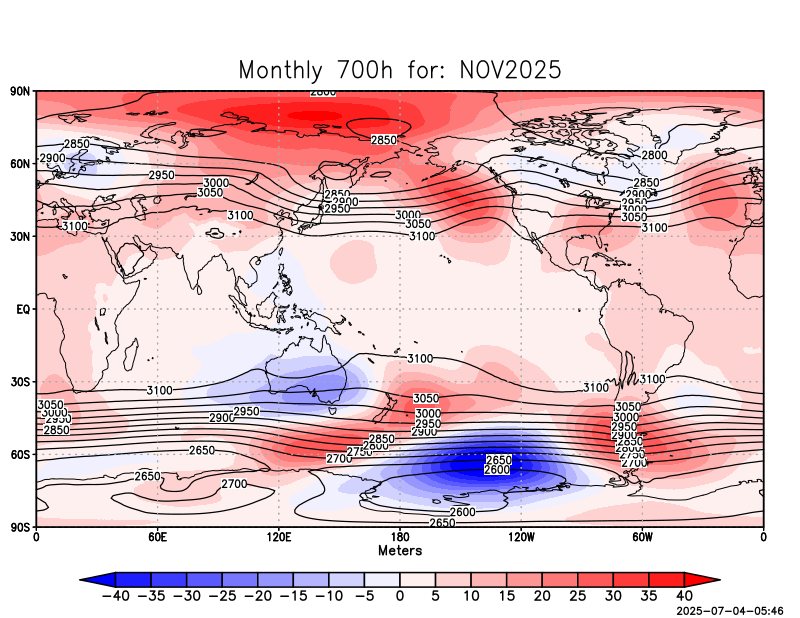 Monthly 700h for: NOV2025
90N 2800
2850
2850
2900 2800
60N
2950
3000 2850
3050 2850 2900
2900 2950
2950 3000
3100 3000 3050
3100 3050 3100
30N 3100
EQ
3100
30S 3100
3100 3100
3050
3050 3050
3000 2950 3000
2950 2900 3000
2950 2950
2850 2900 2900
2850 2850
2800 2800
60S 2650 2750 2750
2700 2650 2700
2600
2650
2700
2600
2650
90S
0 60E 120E 180 120W 60W 0
Meters
−40 −35 −30 −25 −20 −15 −10 −5 0 5 10 15 20 25 30 35 40
2025-07-04-05:46